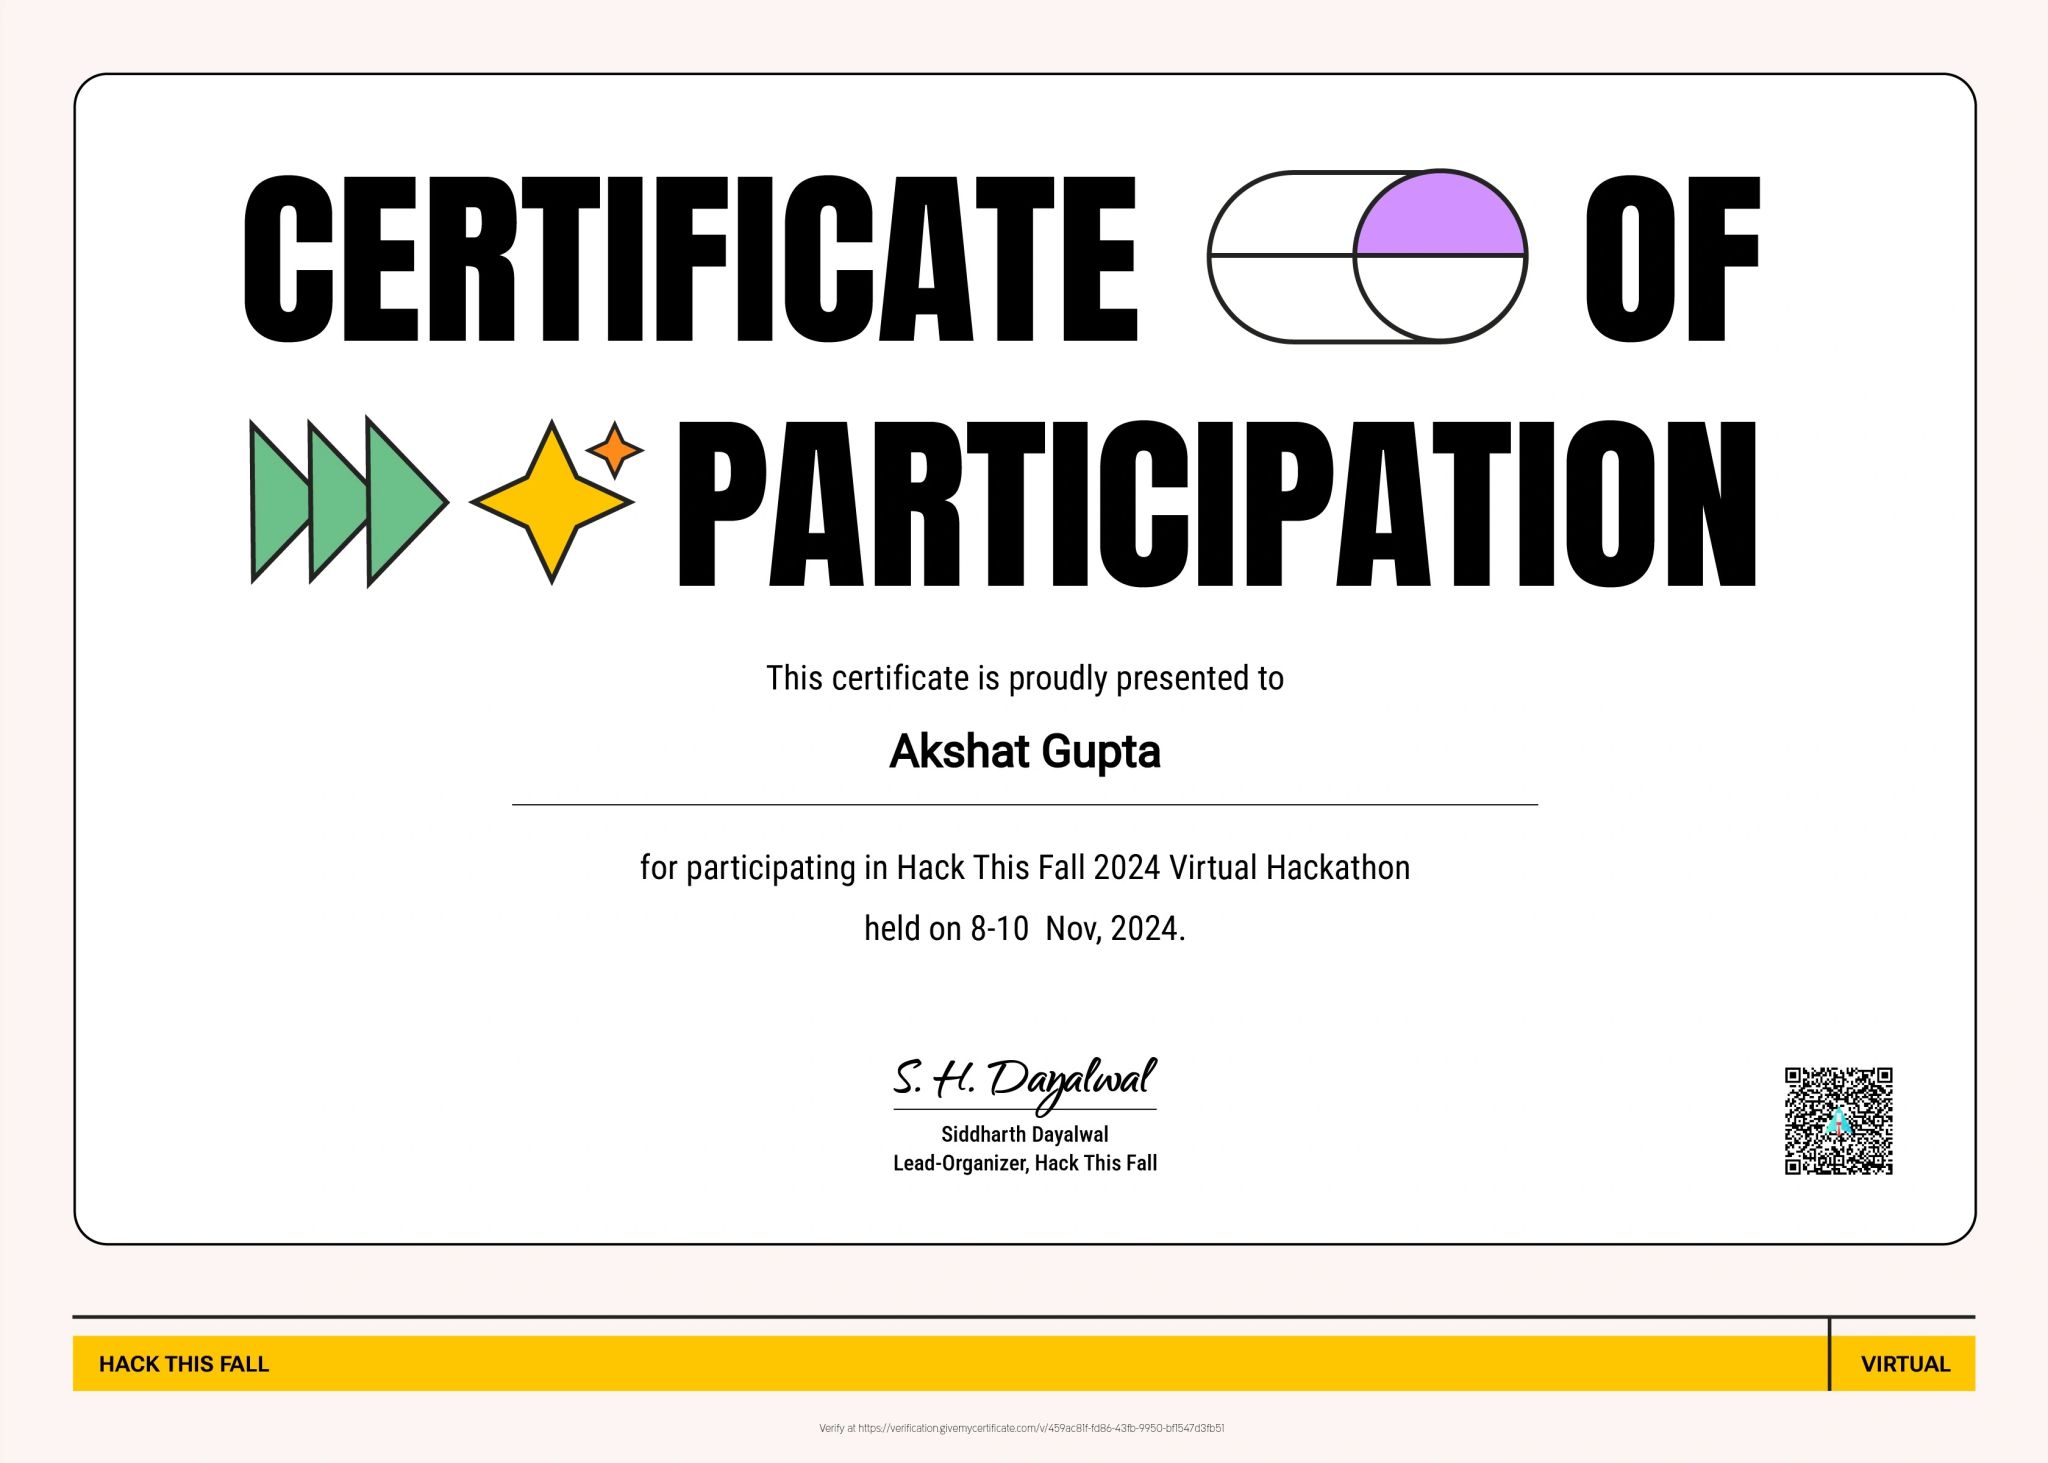 CERTIFICATE OF
PARTICIPATION
This certificate is proudly presented to
Akshat Gupta
for participating in Hack This Fall 2024 Virtual Hackathon
held on 8-10  Nov, 2024.
S. H. Dayalwal
Siddharth Dayalwal
Lead-Organizer, Hack This Fall
HACK THIS FALL
VIRTUAL
Verify at https://verification.givemycertificate.com/v/459ac81f-fd86-43fb-9950-bf1547d3fb51